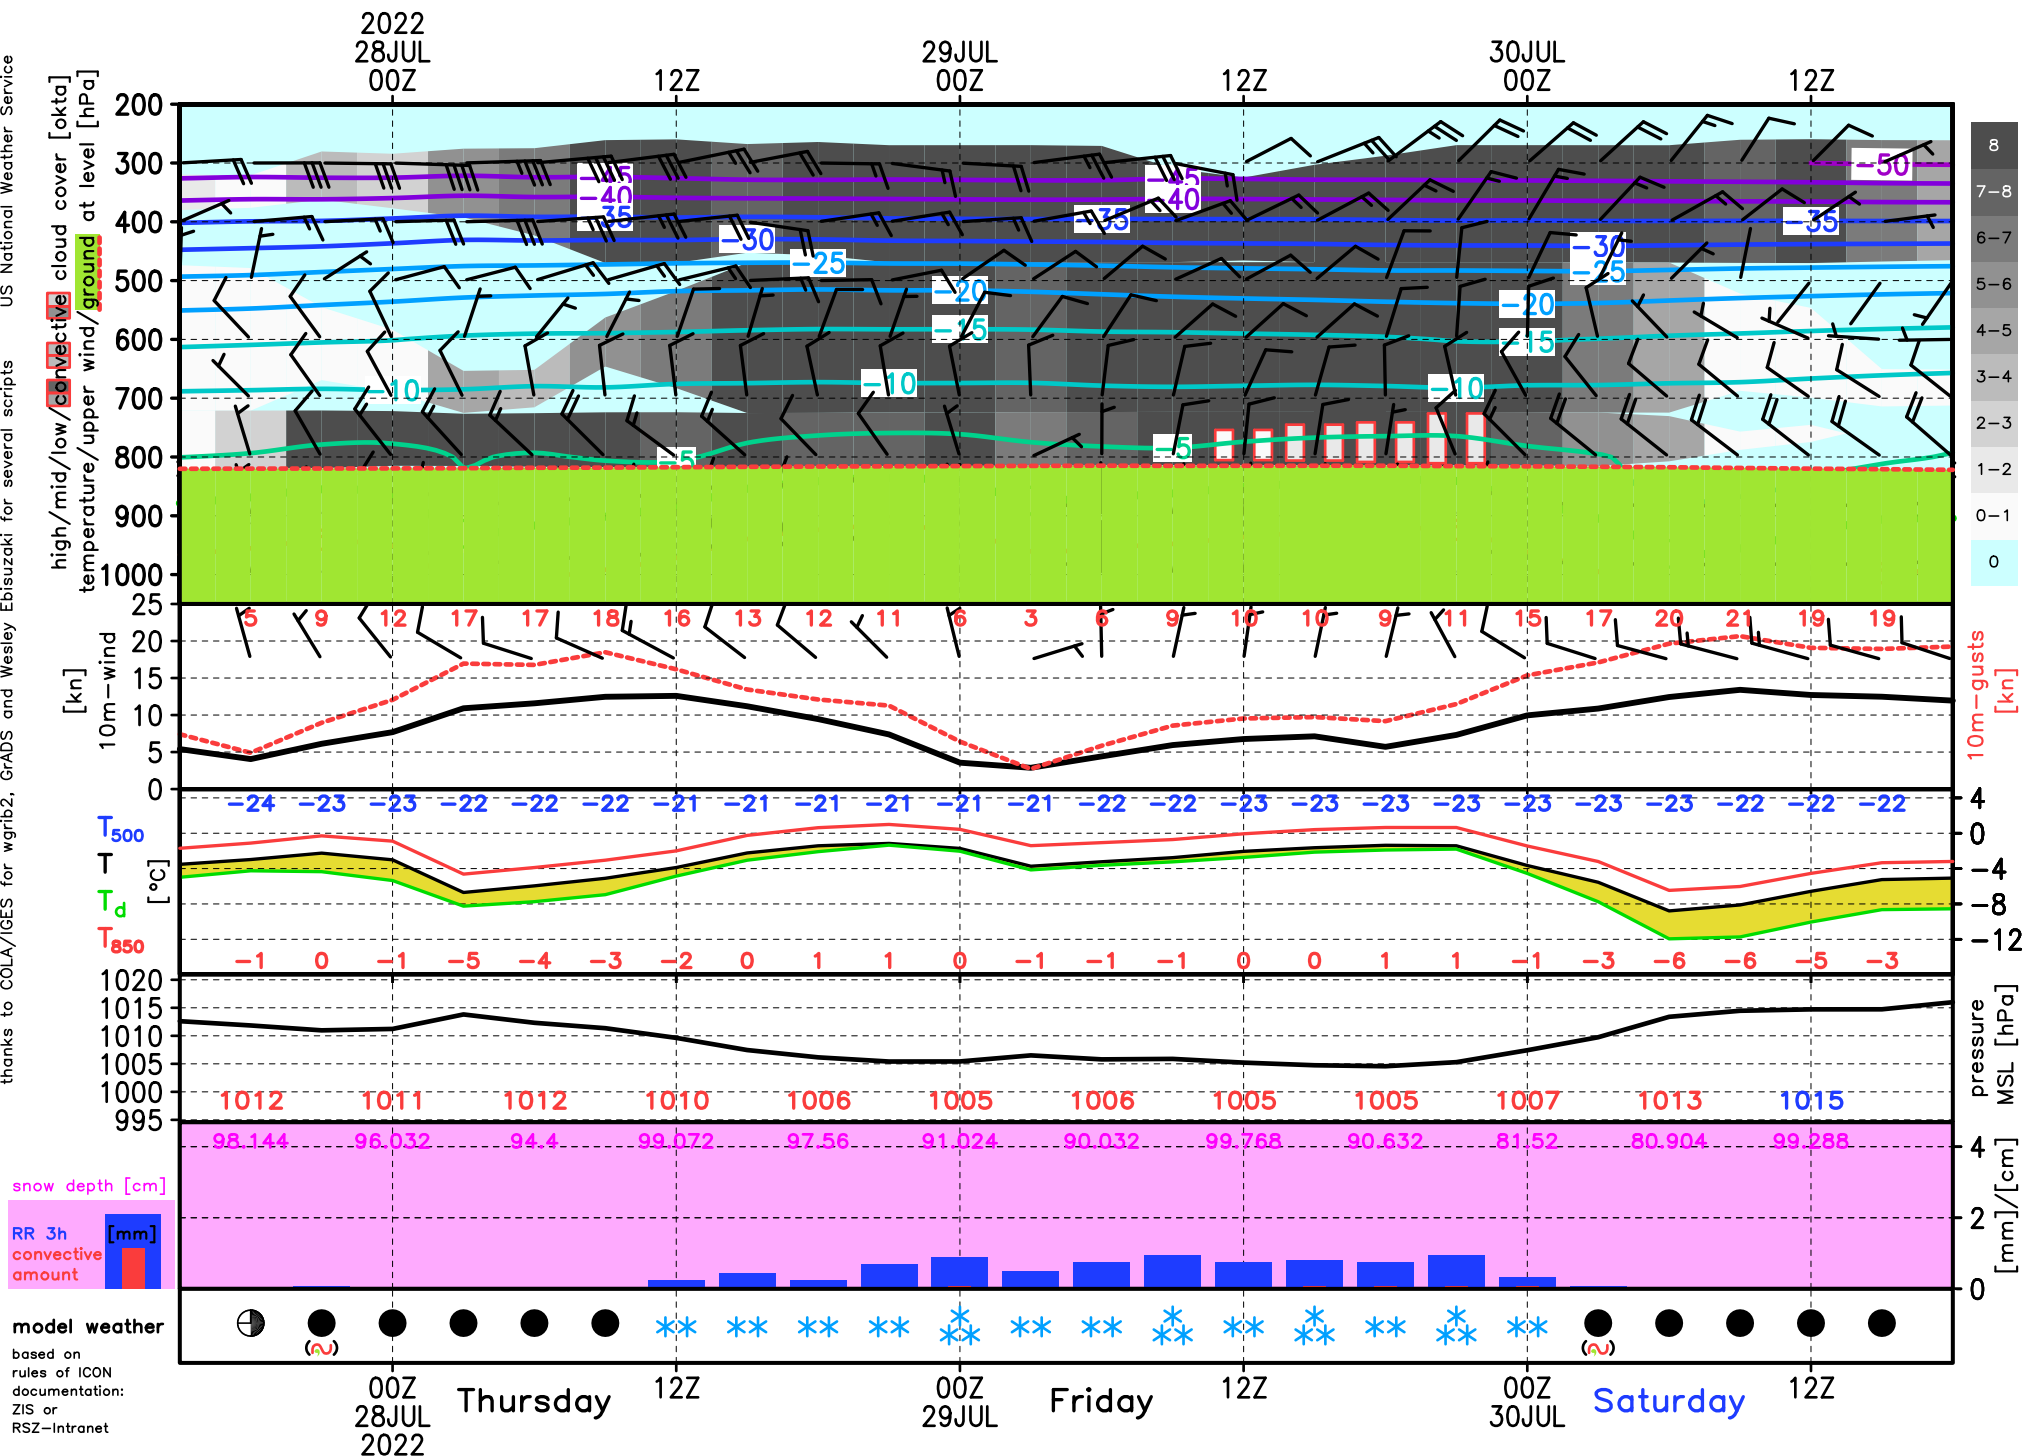 2022
28JUL 29JUL 30JUL
00Z 12Z 00Z 12Z 00Z 12Z
US National Weather Service
thanks to COLA/IGES for wgrib2, GrADS and Wesley Ebisuzaki for several scripts
high/mid/low/convective cloud cover [okta]
temperature/upper wind/ground at level [hPa]
200
300
400
500
600
700
800
900
1000
-45 -45 -50
-40 -40
-35 -35 -35
-30 -30
-25 -25
-20 -20
-15 -15
-10 -10 -10
-5 -5
8
7-8
6-7
5-6
4-5
3-4
2-3
1-2
0-1
0
25
20
15
10
5
0
10m-wind
[kn]
5 9 12 17 17 18 16 13 12 11 6 3 6 9 10 10 9 11 15 17 20 21 19 19
10m-gusts
[kn]
-24 -23 -23 -22 -22 -22 -21 -21 -21 -21 -21 -21 -22 -22 -23 -23 -23 -23 -23 -23 -23 -22 -22 -22
T500
T
Td
T850
[°C]
4
0
-4
-8
-12
-1 0 -1 -5 -4 -3 -2 0 1 1 0 -1 -1 -1 0 0 1 1 -1 -3 -6 -6 -5 -3
1020
1015
1010
1005
1000
995
pressure
MSL [hPa]
1012 1011 1012 1010 1006 1005 1006 1005 1005 1007 1013 1015
98.144 96.032 94.4 99.072 97.56 91.024 90.032 99.768 90.632 81.52 80.904 99.288
4
2
0
[mm]/[cm]
snow depth [cm]
RR 3h [mm]
convective
amount
model weather
based on
rules of ICON
documentation:
ZIS or
RSZ-Intranet
00Z Thursday 12Z 00Z Friday 12Z 00Z Saturday 12Z
28JUL 29JUL 30JUL
2022